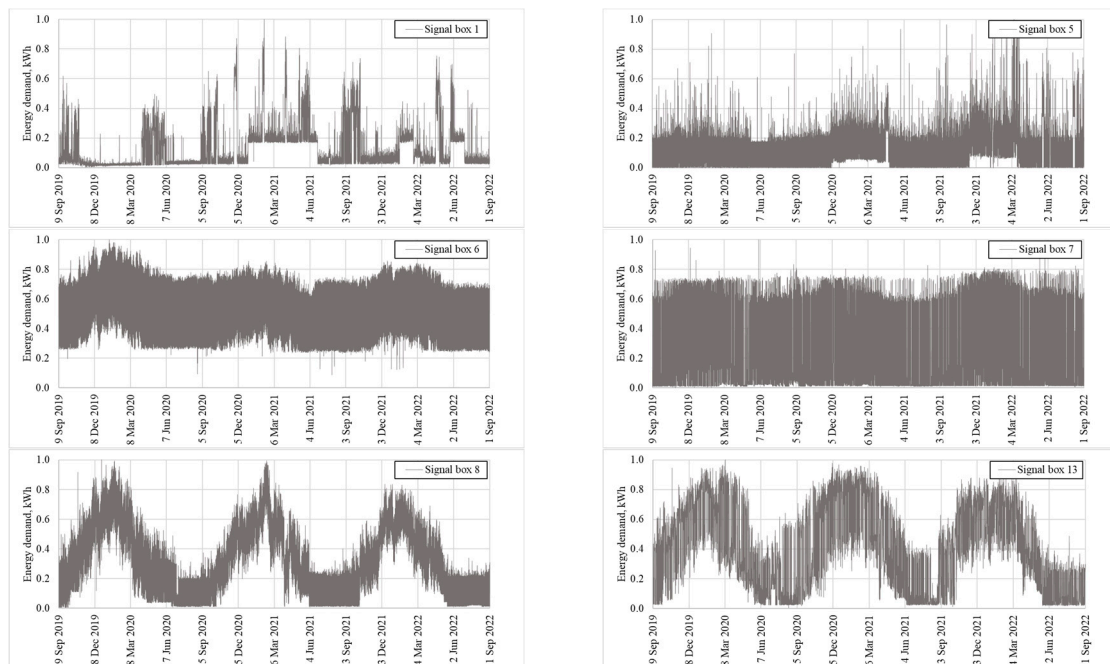 1.0
0.8
0.6
0.4
0.2
0.0
Energy demand, kWh
Signal box 1
9 Sep 2019
8 Dec 2019
8 Mar 2020
7 Jun 2020
5 Sep 2020
5 Dec 2020
6 Mar 2021
4 Jun 2021
3 Sep 2021
3 Dec 2021
4 Mar 2022
2 Jun 2022
1 Sep 2022
1.0
0.8
0.6
0.4
0.2
0.0
Energy demand, kWh
Signal box 5
9 Sep 2019
8 Dec 2019
8 Mar 2020
7 Jun 2020
5 Sep 2020
5 Dec 2020
6 Mar 2021
4 Jun 2021
3 Sep 2021
3 Dec 2021
4 Mar 2022
2 Jun 2022
1 Sep 2022
1.0
0.8
0.6
0.4
0.2
0.0
Energy demand, kWh
Signal box 6
9 Sep 2019
8 Dec 2019
8 Mar 2020
7 Jun 2020
5 Sep 2020
5 Dec 2020
6 Mar 2021
4 Jun 2021
3 Sep 2021
3 Dec 2021
4 Mar 2022
2 Jun 2022
1 Sep 2022
1.0
0.8
0.6
0.4
0.2
0.0
Energy demand, kWh
Signal box 7
9 Sep 2019
8 Dec 2019
8 Mar 2020
7 Jun 2020
5 Sep 2020
5 Dec 2020
6 Mar 2021
4 Jun 2021
3 Sep 2021
3 Dec 2021
4 Mar 2022
2 Jun 2022
1 Sep 2022
1.0
0.8
0.6
0.4
0.2
0.0
Energy demand, kWh
Signal box 8
9 Sep 2019
8 Dec 2019
8 Mar 2020
7 Jun 2020
5 Sep 2020
5 Dec 2020
6 Mar 2021
4 Jun 2021
3 Sep 2021
3 Dec 2021
4 Mar 2022
2 Jun 2022
1 Sep 2022
1.0
0.8
0.6
0.4
0.2
0.0
Energy demand, kWh
Signal box 13
9 Sep 2019
8 Dec 2019
8 Mar 2020
7 Jun 2020
5 Sep 2020
5 Dec 2020
6 Mar 2021
4 Jun 2021
3 Sep 2021
3 Dec 2021
4 Mar 2022
2 Jun 2022
1 Sep 2022